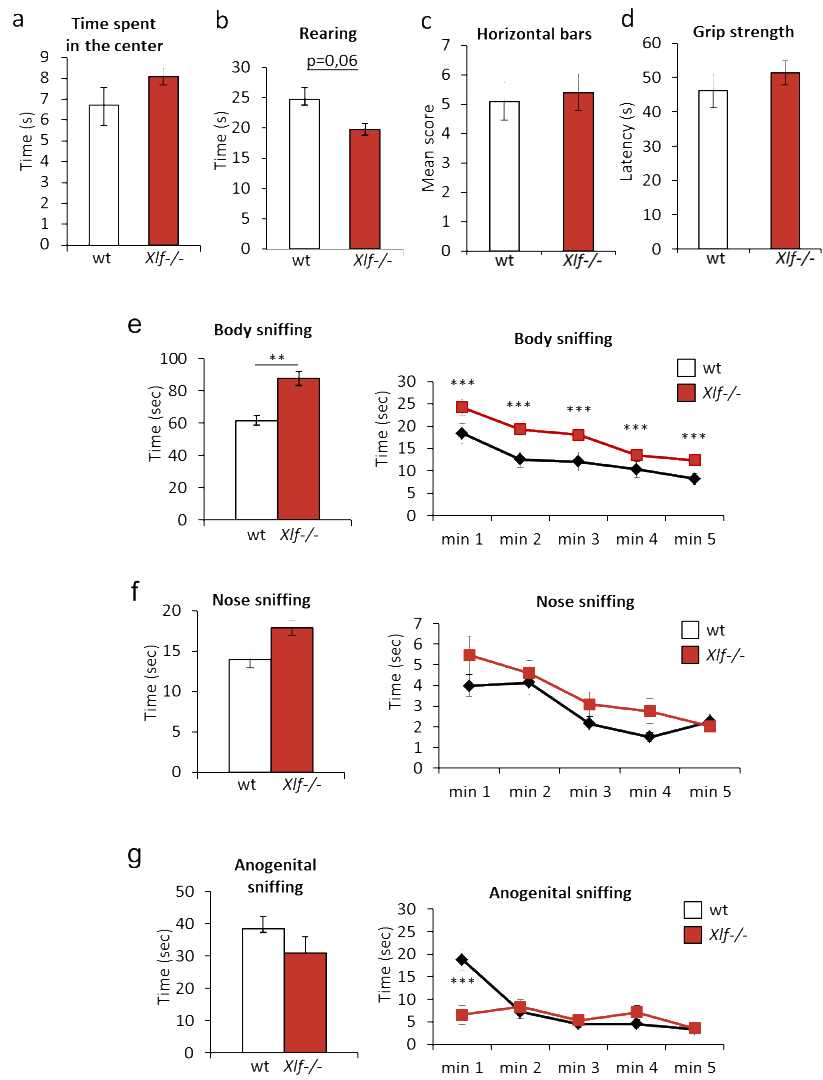 a
Time spent
in the center
Time (s)
9
8
7
6
5
4
3
2
1
0
wt
Xlf-/-
b
Rearing
p=0,06
Time (s)
30
25
20
15
10
5
0
wt
Xlf-/-
c
Horizontal bars
Mean score
7
6
5
4
3
2
1
0
wt
Xlf-/-
d
Grip strength
Latency (s)
60
50
40
30
20
10
0
wt
Xlf-/-
e
Body sniffing
**
Time (sec)
100
80
60
40
20
0
wt
Xlf-/-
Body sniffing
wt
Xlf-/-
Time (sec)
30
25
20
15
10
5
0
***
***
***
***
***
min 1
min 2
min 3
min 4
min 5
f
Nose sniffing
Time (sec)
20
15
10
5
0
wt
Xlf-/-
Nose sniffing
wt
Xlf-/-
Time (sec)
7
6
5
4
3
2
1
0
min 1
min 2
min 3
min 4
min 5
g
Anogenital
sniffing
Time (sec)
50
40
30
20
10
0
wt
Xlf-/-
Anogenital sniffing
wt
Xlf-/-
Time (sec)
30
25
20
15
10
5
0
***
min 1
min 2
min 3
min 4
min 5